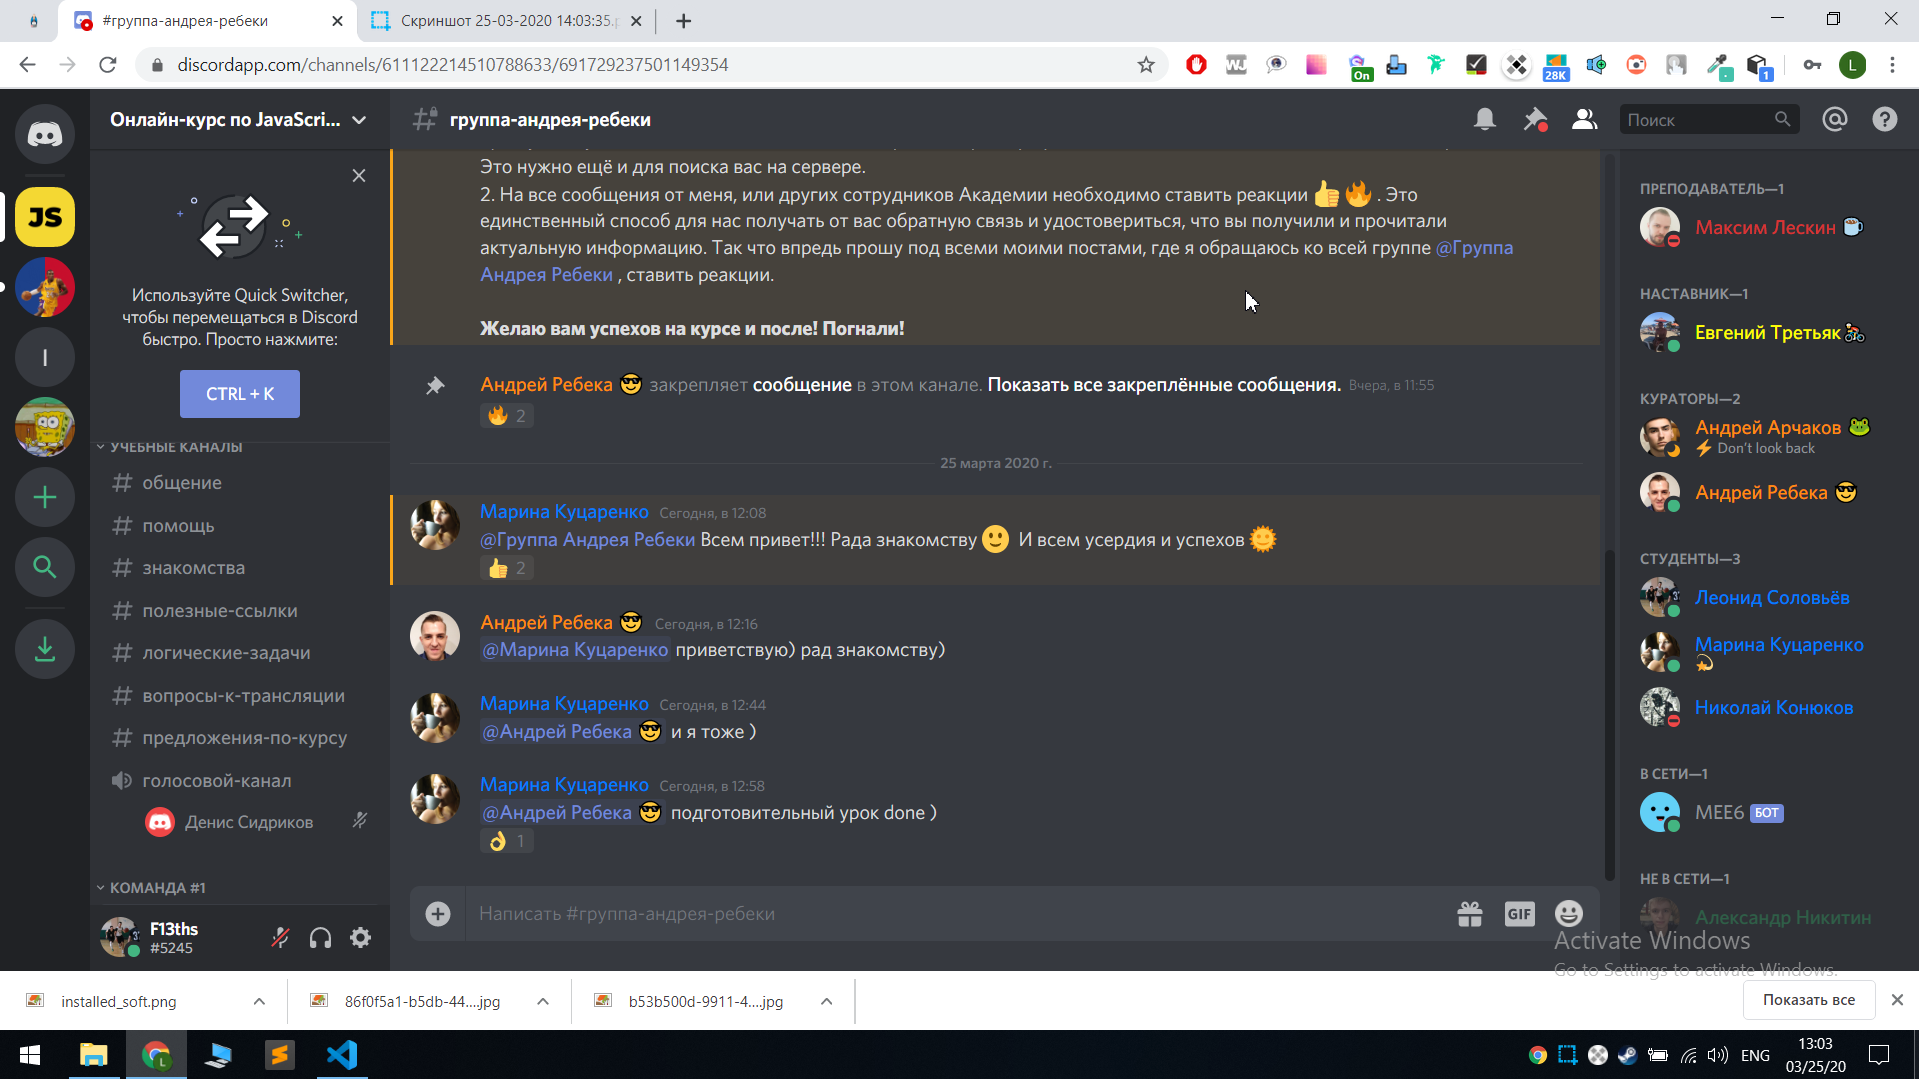 #группа-андрея-ребеки
Скриншот 25-03-2020 14:03:35.
discordapp.com/channels/611122214510788633/691729237501149354
On
28K
1
L
Онлайн-курс по JavaScri...
группа-андрея-ребеки
Поиск
JS
I
Используйте Quick Switcher,
чтобы перемещаться в Discord
быстро. Просто нажмите:
CTRL + K
УЧЕБНЫЕ КАНАЛЫ
общение
помощь
знакомства
полезные-ссылки
логические-задачи
вопросы-к-трансляции
предложения-по-курсу
голосовой-канал
Денис Сидриков
КОМАНДА #1
F13ths
#5245
Это нужно ещё и для поиска вас на сервере.
2. На все сообщения от меня, или других сотрудников Академии необходимо ставить реакции 👍🔥 . Это
единственный способ для нас получать от вас обратную связь и удостовериться, что вы получили и прочитали
актуальную информацию. Так что впредь прошу под всеми моими постами, где я обращаюсь ко всей группе @Группа
Андрея Ребеки , ставить реакции.
Желаю вам успехов на курсе и после! Погнали!
Андрей Ребека 😎 закрепляет сообщение в этом канале. Показать все закреплённые сообщения. Вчера, в 11:55
🔥 2
25 марта 2020 г.
Марина Куцаренко Сегодня, в 12:08
@Группа Андрея Ребеки Всем привет!!! Рада знакомству 🙂 И всем усердия и успехов 🌞
👍 2
Андрей Ребека 😎 Сегодня, в 12:16
@Марина Куцаренко приветствую) рад знакомству)
Марина Куцаренко Сегодня, в 12:44
@Андрей Ребека 😎 и я тоже )
Марина Куцаренко Сегодня, в 12:58
@Андрей Ребека 😎 подготовительный урок done )
👌 1
Написать #группа-андрея-ребеки
GIF
ПРЕПОДАВАТЕЛЬ—1
Максим Лескин
НАСТАВНИК—1
Евгений Третьяк
КУРАТОРЫ—2
Андрей Арчаков 🐸
⚡ Don't look back
Андрей Ребека 😎
СТУДЕНТЫ—3
Леонид Соловьёв
Марина Куцаренко
Николай Конюков
В СЕТИ—1
MEE6 БОТ
НЕ В СЕТИ—1
Александр Никитин
Activate Windows
Go to Settings to activate Windows.
installed_soft.png
86f0f5a1-b5db-44....jpg
b53b500d-9911-4....jpg
Показать все
ENG
13:03
03/25/20